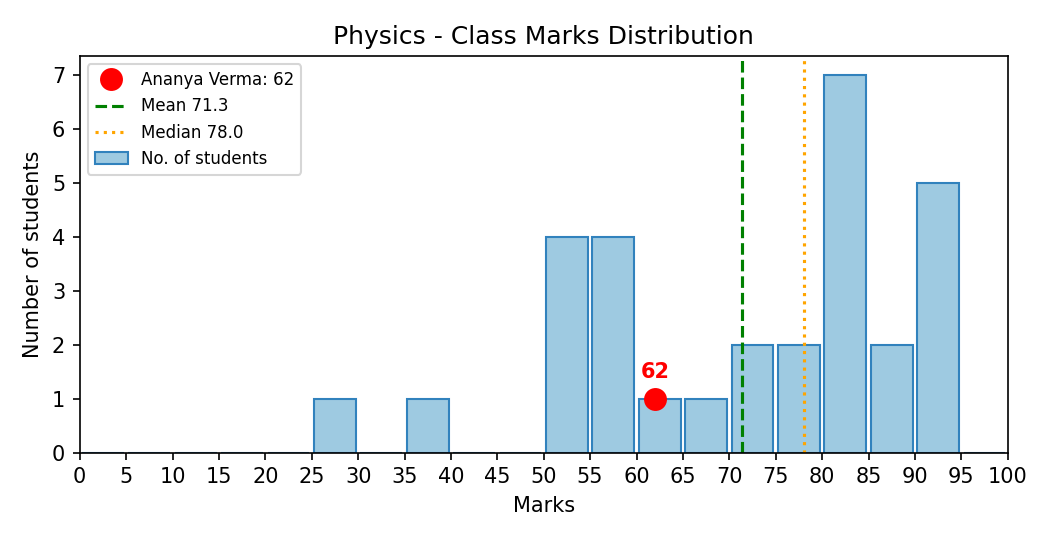 Physics - Class Marks Distribution
Ananya Verma: 62
Mean 71.3
Median 78.0
No. of students
Number of students
7
6
5
4
3
2
1
0
62
0 5 10 15 20 25 30 35 40 45 50 55 60 65 70 75 80 85 90 95 100
Marks